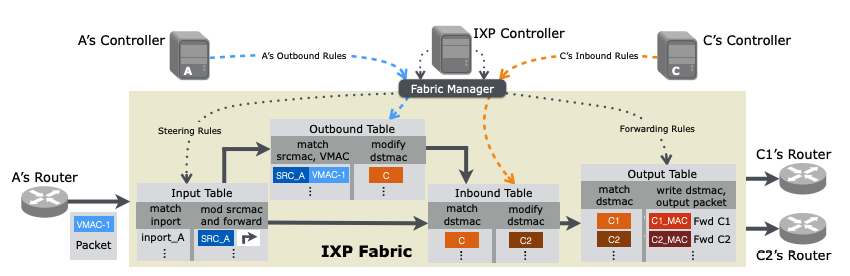 A's Controller
IXP Controller
C's Controller
A
A's Outbound Rules
C's Inbound Rules
C
Fabric Manager
Steering Rules
Forwarding Rules
Outbound Table
match
srcmac, VMAC
modify
dstmac
SRC_A VMAC-1
C
⋮ ⋮
A's Router
VMAC-1
Packet
Input Table
match
inport
mod srcmac
and forward
inport_A
SRC_A
⋮ ⋮
IXP Fabric
Inbound Table
match
dstmac
modify
dstmac
C
C2
⋮ ⋮
Output Table
match
dstmac
write dstmac,
output packet
C1
C1_MAC Fwd C1
C2
C2_MAC Fwd C2
⋮ ⋮
C1's Router
C2's Router